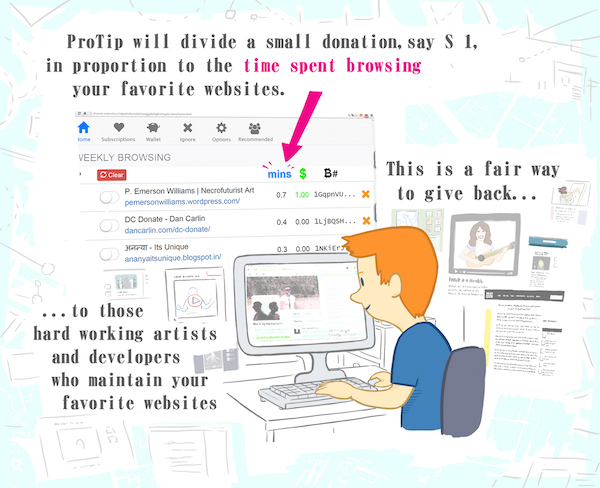 ProTip will divide a small donation, say $ 1,
in proportion to the time spent browsing
your favorite websites.
Home Subscriptions Wallet Ignore Options Recommended
WEEKLY BROWSING
Clear mins $ B#
P. Emerson Williams | Necrofuturist Art 0.7 1.00 1GqpnVU...
pemersonwilliams.wordpress.com/
DC Donate - Dan Carlin 0.4 0.00 1LjBQSH...
dancarlin.com/dc-donate/
अनन्या - Its Unique 0.3 0.00
ananyaitsunique.blogspot.in/
This is a fair way
to give back...
...to those
hard working artists
and developers
who maintain your
favorite websites